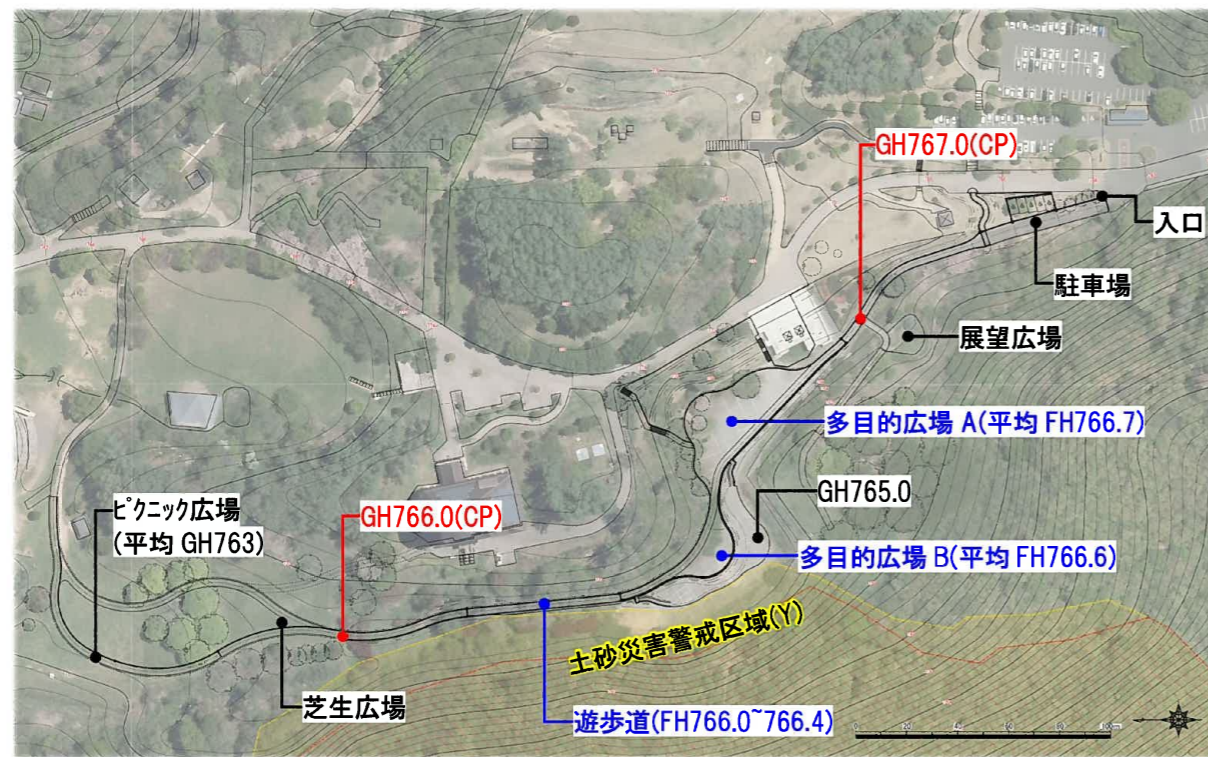 GH767.0(CP)
入口
駐車場
展望広場
多目的広場 A(平均 FH766.7)
GH765.0
ﾋﾟｸﾆｯｸ広場
(平均 GH763)
GH766.0(CP)
多目的広場 B(平均 FH766.6)
土砂災害警戒区域(Y)
芝生広場
遊歩道(FH766.0~766.4)